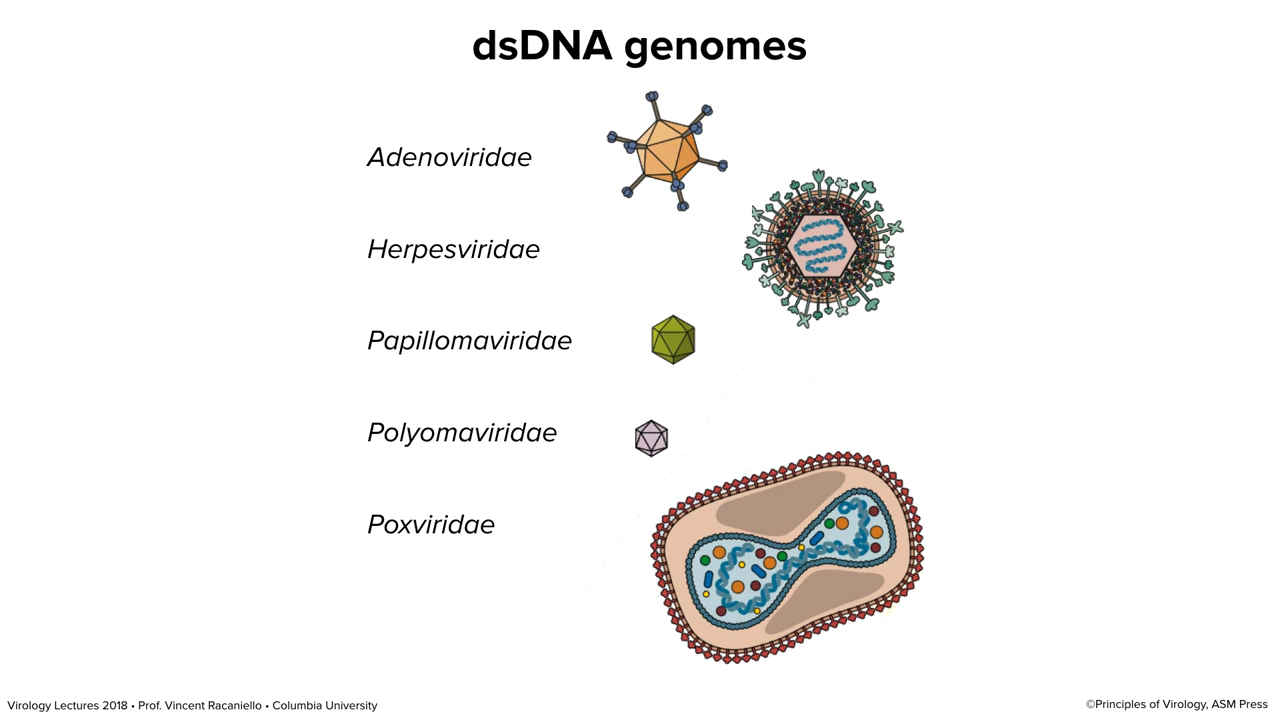 dsDNA genomes
Adenoviridae
Herpesviridae
Papillomaviridae
Polyomaviridae
Poxviridae
Virology Lectures 2018 • Prof. Vincent Racaniello • Columbia University
©Principles of Virology, ASM Press